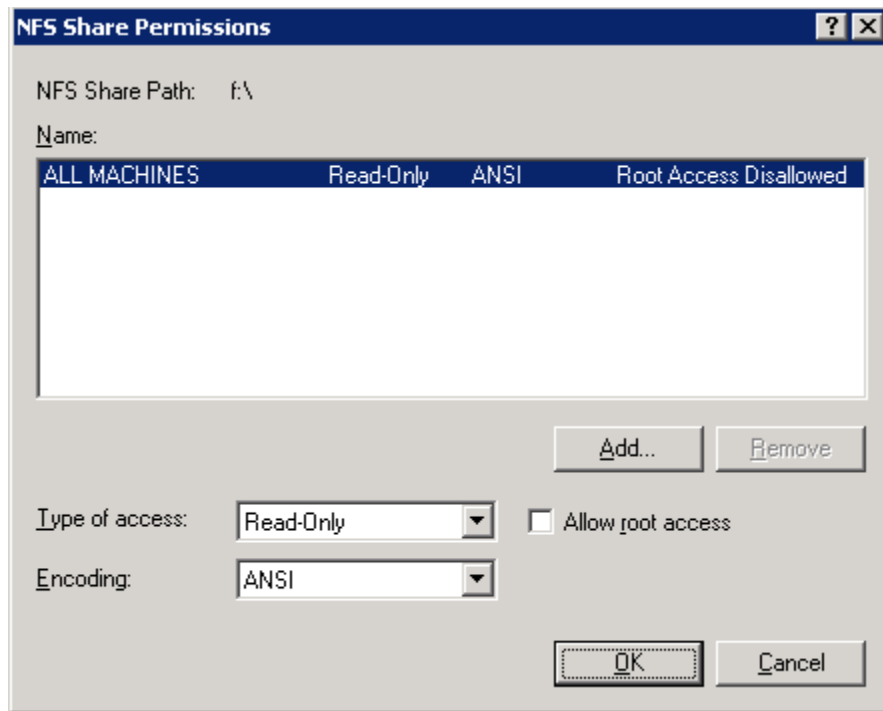 NFS Share Permissions
NFS Share Path: f:\
Name:
ALL MACHINES Read-Only ANSI Root Access Disallowed
Add... Remove
Type of access: Read-Only Allow root access
Encoding: ANSI
OK Cancel